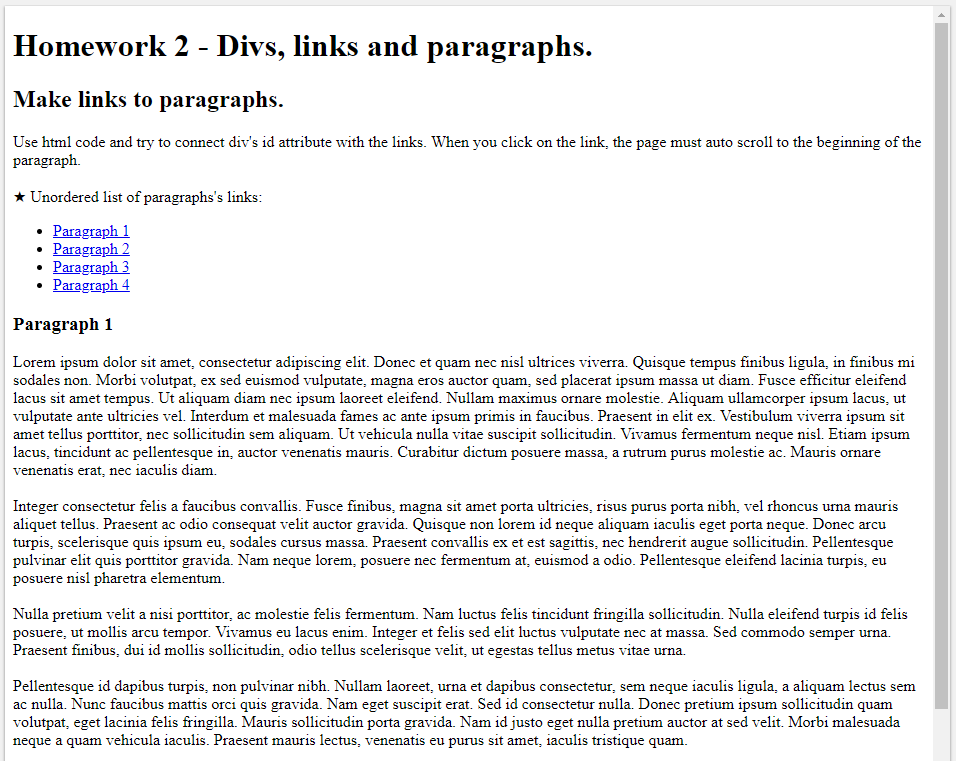 Homework 2 - Divs, links and paragraphs.
Make links to paragraphs.
Use html code and try to connect div's id attribute with the links. When you click on the link, the page must auto scroll to the beginning of the
paragraph.
★ Unordered list of paragraphs's links:
• Paragraph 1
• Paragraph 2
• Paragraph 3
• Paragraph 4
Paragraph 1
Lorem ipsum dolor sit amet, consectetur adipiscing elit. Donec et quam nec nisl ultrices viverra. Quisque tempus finibus ligula, in finibus mi
sodales non. Morbi volutpat, ex sed euismod vulputate, magna eros auctor quam, sed placerat ipsum massa ut diam. Fusce efficitur eleifend
lacus sit amet tempus. Ut aliquam diam nec ipsum laoreet eleifend. Nullam maximus ornare molestie. Aliquam ullamcorper ipsum lacus, ut
vulputate ante ultricies vel. Interdum et malesuada fames ac ante ipsum primis in faucibus. Praesent in elit ex. Vestibulum viverra ipsum sit
amet tellus porttitor, nec sollicitudin sem aliquam. Ut vehicula nulla vitae suscipit sollicitudin. Vivamus fermentum neque nisl. Etiam ipsum
lacus, tincidunt ac pellentesque in, auctor venenatis mauris. Curabitur dictum posuere massa, a rutrum purus molestie ac. Mauris ornare
venenatis erat, nec iaculis diam.
Integer consectetur felis a faucibus convallis. Fusce finibus, magna sit amet porta ultricies, risus purus porta nibh, vel rhoncus urna mauris
aliquet tellus. Praesent ac odio consequat velit auctor gravida. Quisque non lorem id neque aliquam iaculis eget porta neque. Donec arcu
turpis, scelerisque quis ipsum eu, sodales cursus massa. Praesent convallis ex et est sagittis, nec hendrerit augue sollicitudin. Pellentesque
pulvinar elit quis porttitor gravida. Nam neque lorem, posuere nec fermentum at, euismod a odio. Pellentesque eleifend lacinia turpis, eu
posuere nisl pharetra elementum.
Nulla pretium velit a nisi porttitor, ac molestie felis fermentum. Nam luctus felis tincidunt fringilla sollicitudin. Nulla eleifend turpis id felis
posuere, ut mollis arcu tempor. Vivamus eu lacus enim. Integer et felis sed elit luctus vulputate nec at massa. Sed commodo semper urna.
Praesent finibus, dui id mollis sollicitudin, odio tellus scelerisque velit, ut egestas tellus metus vitae urna.
Pellentesque id dapibus turpis, non pulvinar nibh. Nullam laoreet, urna et dapibus consectetur, sem neque iaculis ligula, a aliquam lectus sem
ac nulla. Nunc faucibus mattis orci quis gravida. Nam eget suscipit erat. Sed id consectetur nulla. Donec pretium ipsum sollicitudin quam
volutpat, eget lacinia felis fringilla. Mauris sollicitudin porta gravida. Nam id justo eget nulla pretium auctor at sed velit. Morbi malesuada
neque a quam vehicula iaculis. Praesent mauris lectus, venenatis eu purus sit amet, iaculis tristique quam.